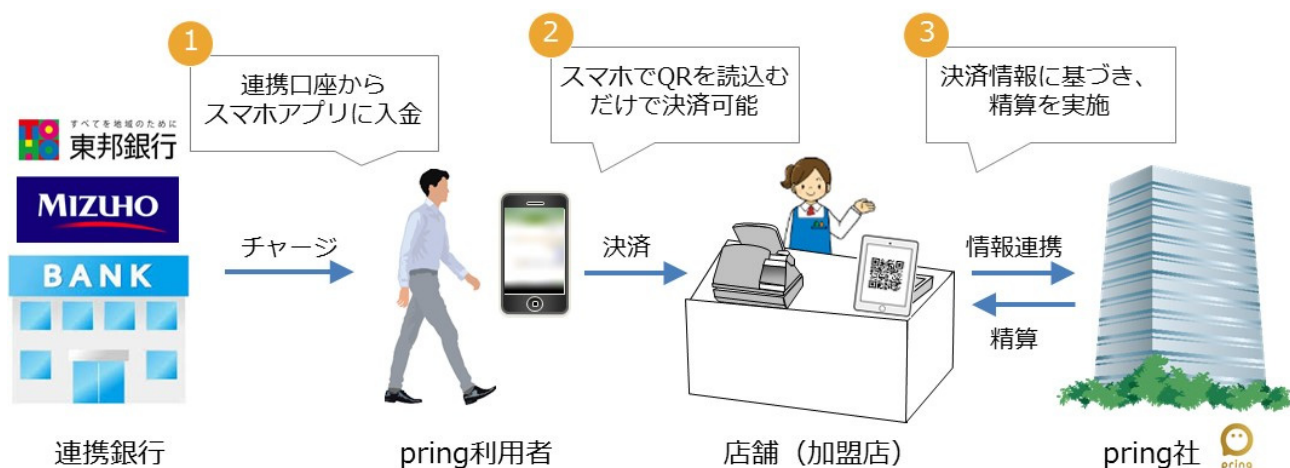 1
連携口座から
スマホアプリに入金
2
スマホでQRを読込む
だけで決済可能
3
決済情報に基づき、
精算を実施
すべてを地域のために
TOHO
東邦銀行
MIZUHO
BANK
チャージ
決済
情報連携
精算
連携銀行
pring利用者
店舗（加盟店）
pring社
pring